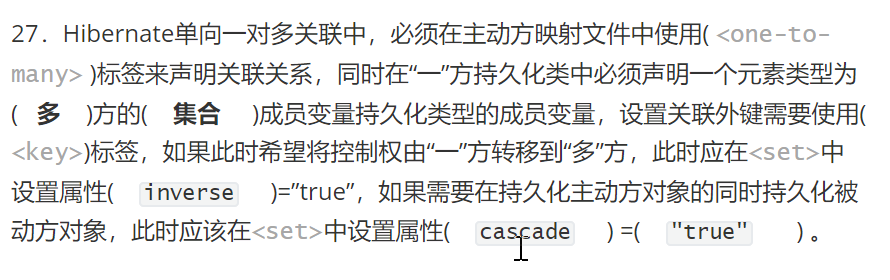 27．Hibernate单向一对多关联中，必须在主动方映射文件中使用( <one-to-
many> )标签来声明关联关系，同时在“一”方持久化类中必须声明一个元素类型为
( 多 )方的( 集合 )成员变量持久化类型的成员变量，设置关联外键需要使用(
<key>)标签，如果此时希望将控制权由“一”方转移到“多”方，此时应在<set>中
设置属性( inverse )=”true”，如果需要在持久化主动方对象的同时持久化被
动方对象，此时应该在<set>中设置属性( cascade ) =( "true" ) 。